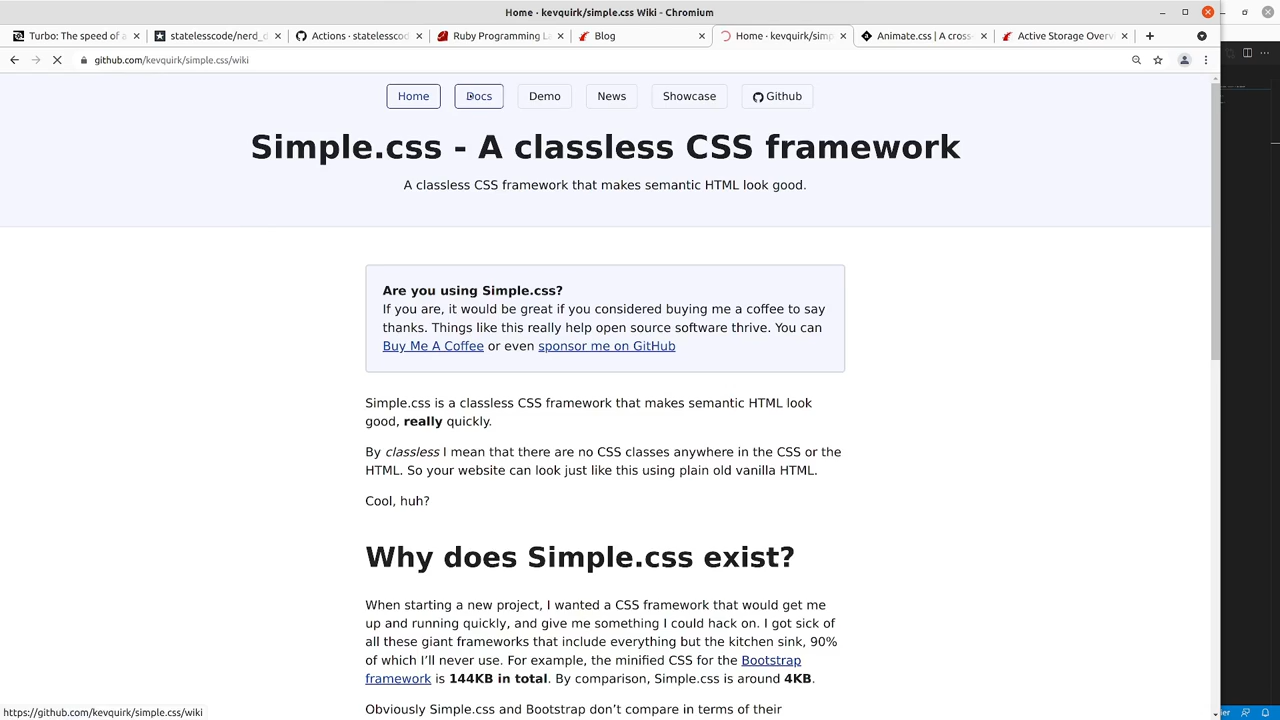 Home · kevquirk/simple.css Wiki - Chromium
Turbo: The speed of a
statelesscode/nerd_d
Actions · statelesscod
Ruby Programming La
Blog
Home · kevquirk/simp
Animate.css | A cross-
Active Storage Overv
github.com/kevquirk/simple.css/wiki
Home
Docs
Demo
News
Showcase
Github
Simple.css - A classless CSS framework
A classless CSS framework that makes semantic HTML look good.
Are you using Simple.css?
If you are, it would be great if you considered buying me a coffee to say
thanks. Things like this really help open source software thrive. You can
Buy Me A Coffee or even sponsor me on GitHub
Simple.css is a classless CSS framework that makes semantic HTML look
good, really quickly.
By classless I mean that there are no CSS classes anywhere in the CSS or the
HTML. So your website can look just like this using plain old vanilla HTML.
Cool, huh?
Why does Simple.css exist?
When starting a new project, I wanted a CSS framework that would get me
up and running quickly, and give me something I could hack on. I got sick of
all these giant frameworks that include everything but the kitchen sink, 90%
of which I'll never use. For example, the minified CSS for the Bootstrap
framework is 144KB in total. By comparison, Simple.css is around 4KB.
Obviously Simple.css and Bootstrap don't compare in terms of their
https://github.com/kevquirk/simple.css/wiki
ier